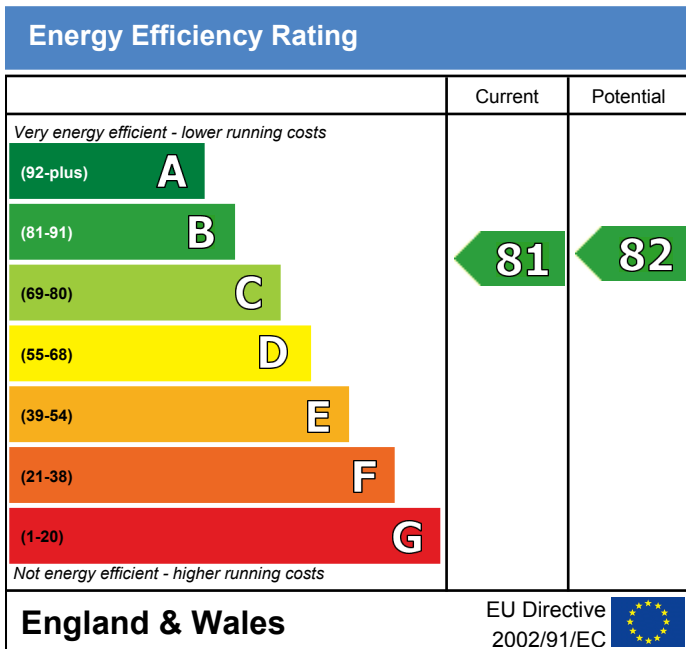 Energy Efficiency Rating
Current Potential
Very energy efficient - lower running costs
(92-plus) A
(81-91) B
81 82
(69-80) C
(55-68) D
(39-54) E
(21-38) F
(1-20) G
Not energy efficient - higher running costs
England & Wales
EU Directive
2002/91/EC